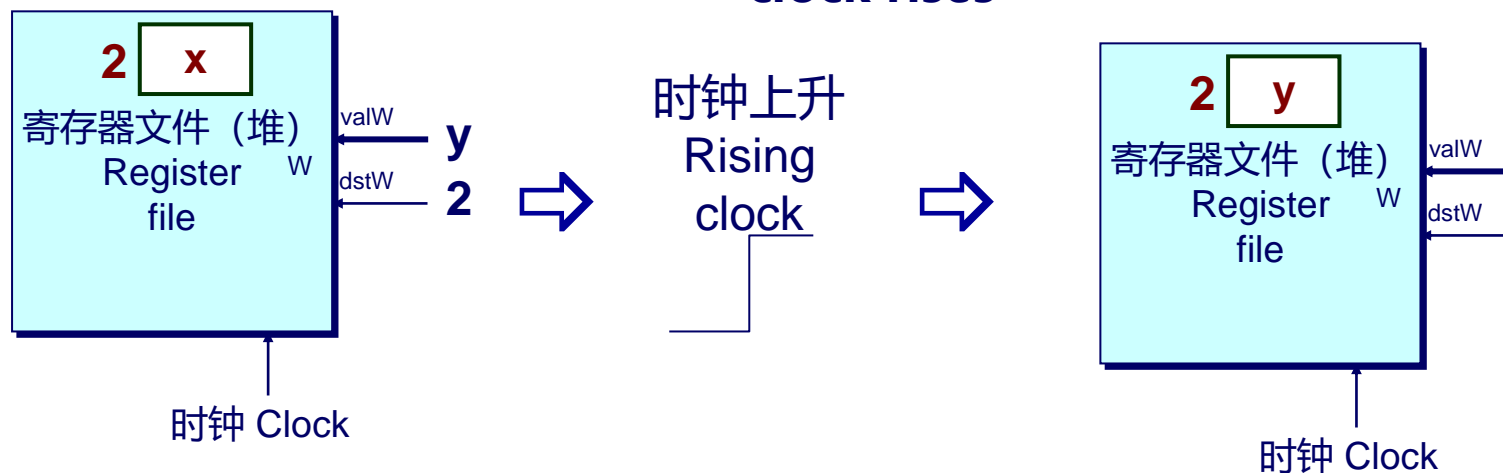 2 x
寄存器文件（堆）
Register
file
W
valW
dstW
y
2
时钟 Clock
时钟上升
Rising
clock
2 y
寄存器文件（堆）
Register
file
W
valW
dstW
时钟 Clock